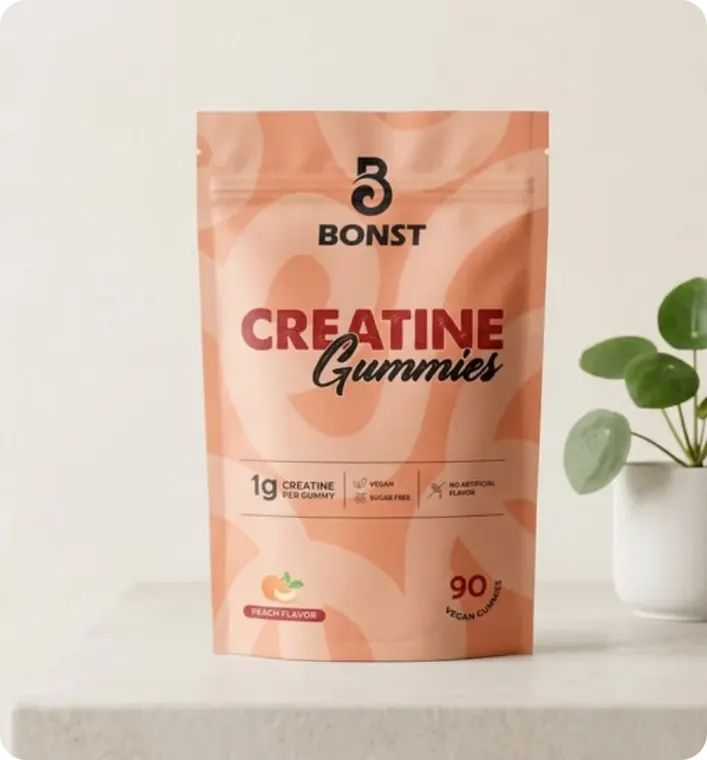 B
BONST
CREATINE
Gummies
1g CREATINE
PER GUMMY
VEGAN
SUGAR FREE
NO ARTIFICIAL
FLAVOR
PEACH FLAVOR
90
VEGAN GUMMIES